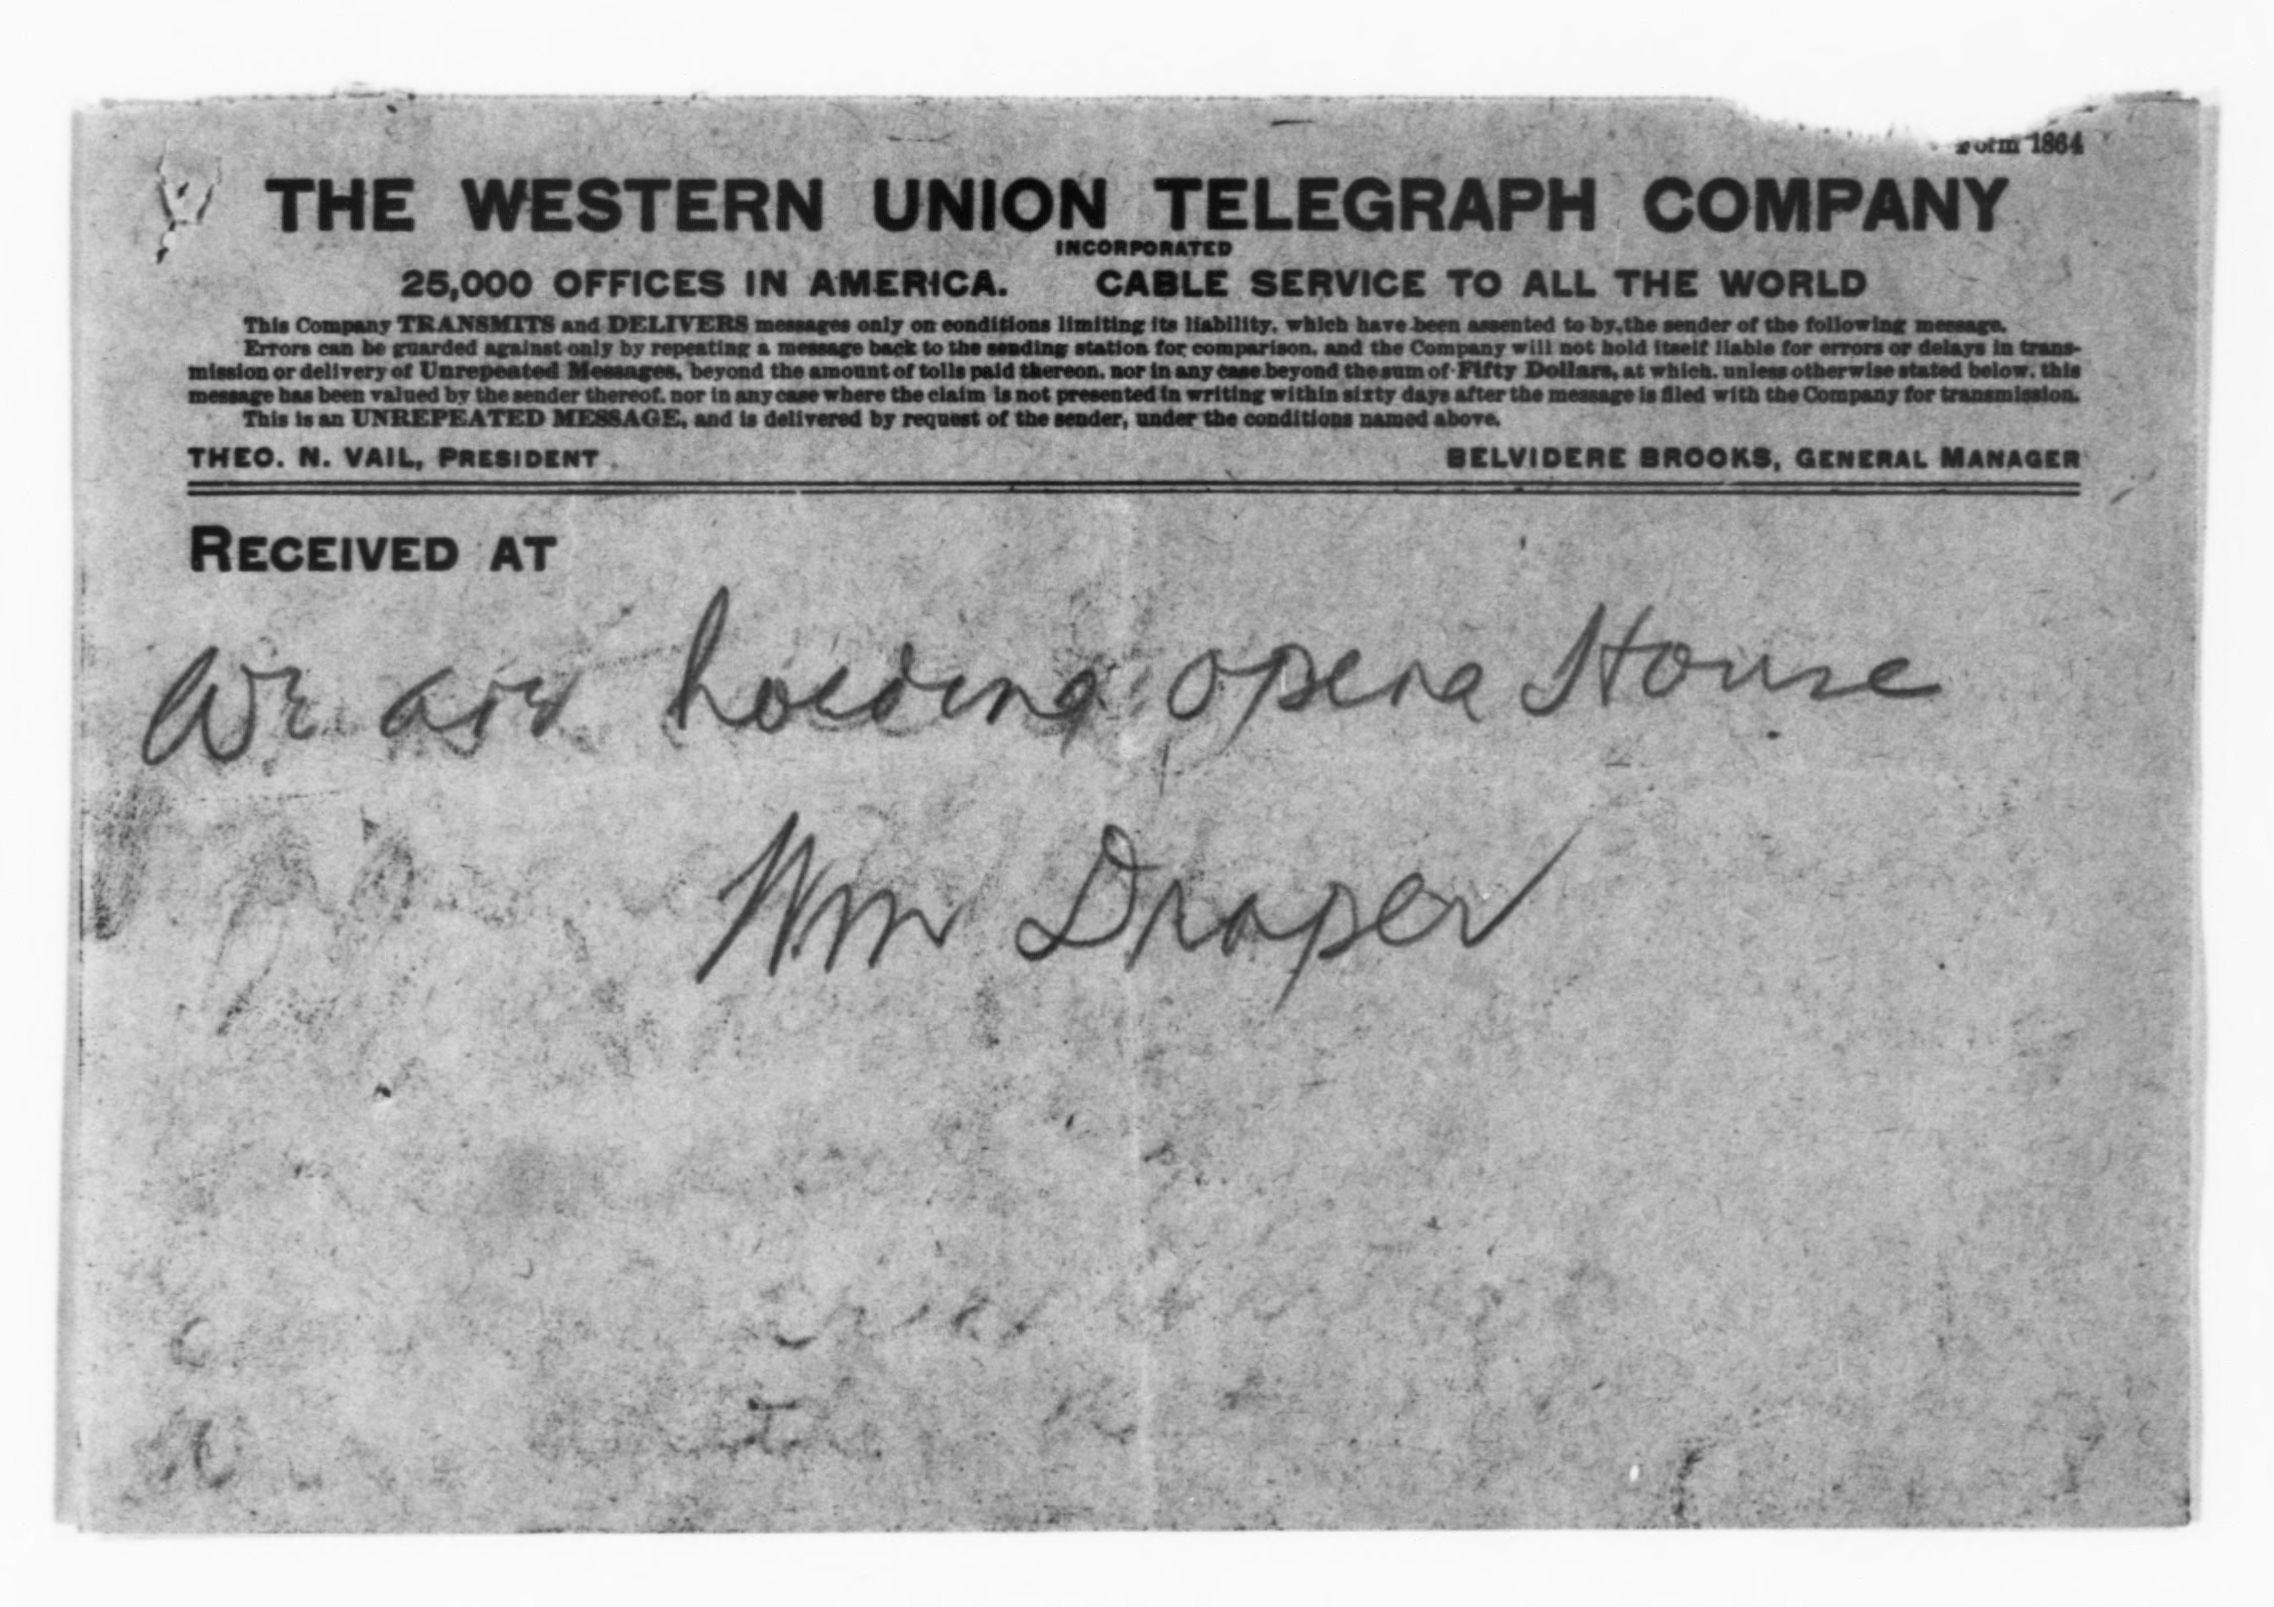 Form 1864
THE WESTERN UNION TELEGRAPH COMPANY
INCORPORATED
25,000 OFFICES IN AMERICA. CABLE SERVICE TO ALL THE WORLD
This Company TRANSMITS and DELIVERS messages only on conditions limiting its liability, which have been assented to by the sender of the following message.
Errors can be guarded against only by repeating a message back to the sending station for comparison, and the Company will not hold itself liable for errors or delays in trans-
mission or delivery of Unrepeated Messages, beyond the amount of tolls paid thereon, nor in any case beyond the sum of Fifty Dollars, at which, unless otherwise stated below, this
message has been valued by the sender thereof, nor in any case where the claim is not presented in writing within sixty days after the message is filed with the Company for transmission.
This is an UNREPEATED MESSAGE, and is delivered by request of the sender, under the conditions named above.
THEO. N. VAIL, PRESIDENT BELVIDERE BROOKS, GENERAL MANAGER
RECEIVED AT
We are holding opera House
Wm Draper